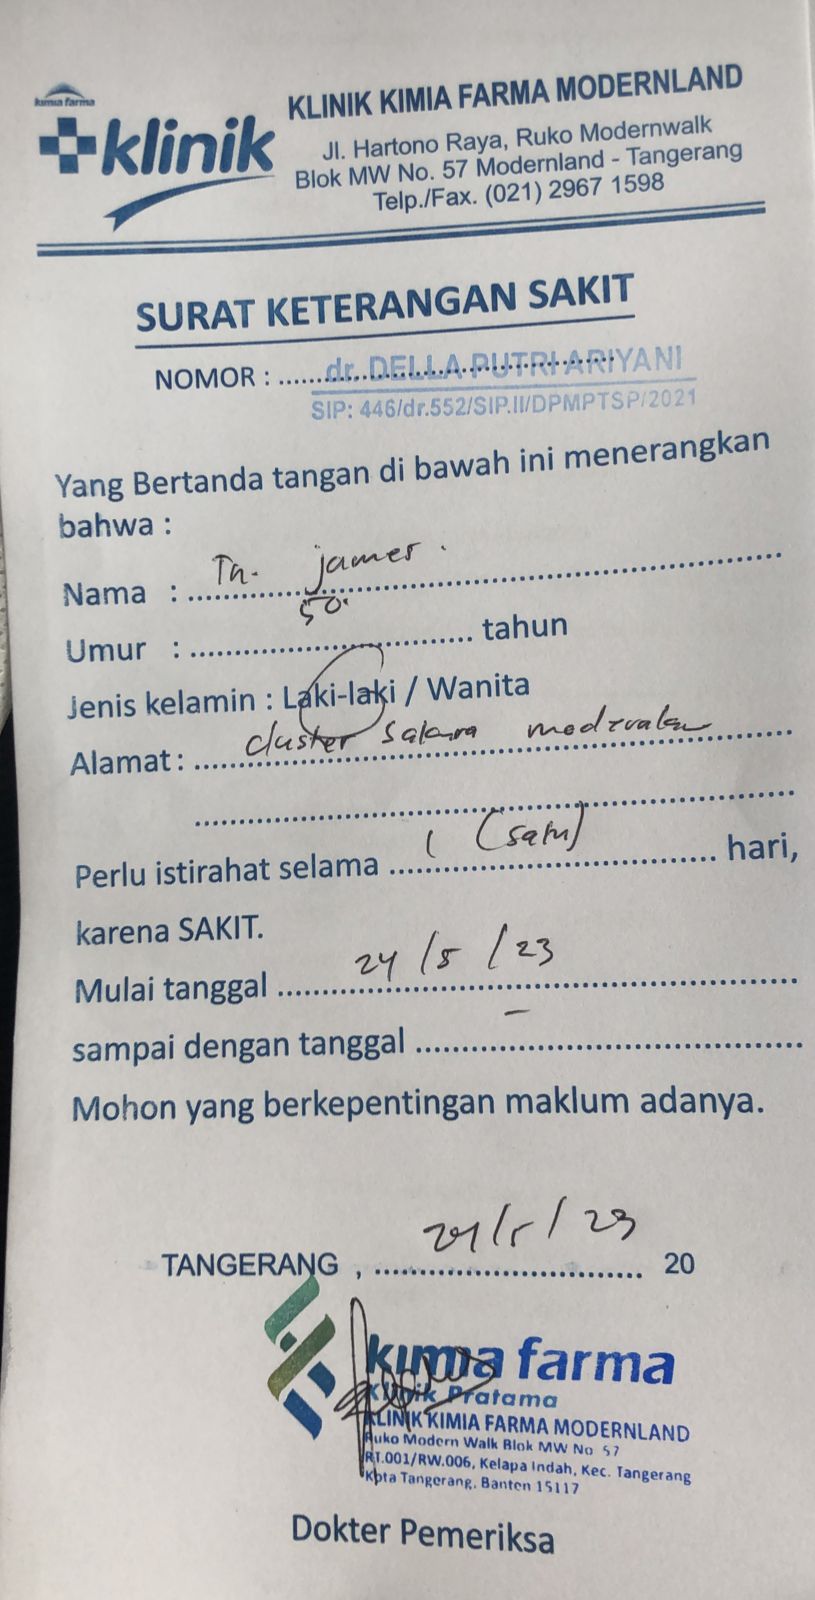 kimia farma
klinik
KLINIK KIMIA FARMA MODERNLAND
Jl. Hartono Raya, Ruko Modernwalk
Blok MW No. 57 Modernland - Tangerang
Telp./Fax. (021) 2967 1598
SURAT KETERANGAN SAKIT
NOMOR : dr. DELLA PUTRI ARIYANI
SIP: 446/dr.552/SIP.II/DPMPTSP/2021
Yang Bertanda tangan di bawah ini menerangkan
bahwa :
Nama : Tn. james.
Umur : 50. tahun
Jenis kelamin : Laki-laki / Wanita
Alamat : cluster
Perlu istirahat selama 1 (satu) hari,
karena SAKIT.
Mulai tanggal 24/5/23
sampai dengan tanggal -
Mohon yang berkepentingan maklum adanya.
TANGERANG , 24/5/23 20
kimia farma
Klinik Pratama
KLINIK KIMIA FARMA MODERNLAND
Ruko Modern Walk Blok MW No 57
RT.001/RW.006, Kelapa Indah, Kec. Tangerang
Kota Tangerang, Banten 15117
Dokter Pemeriksa